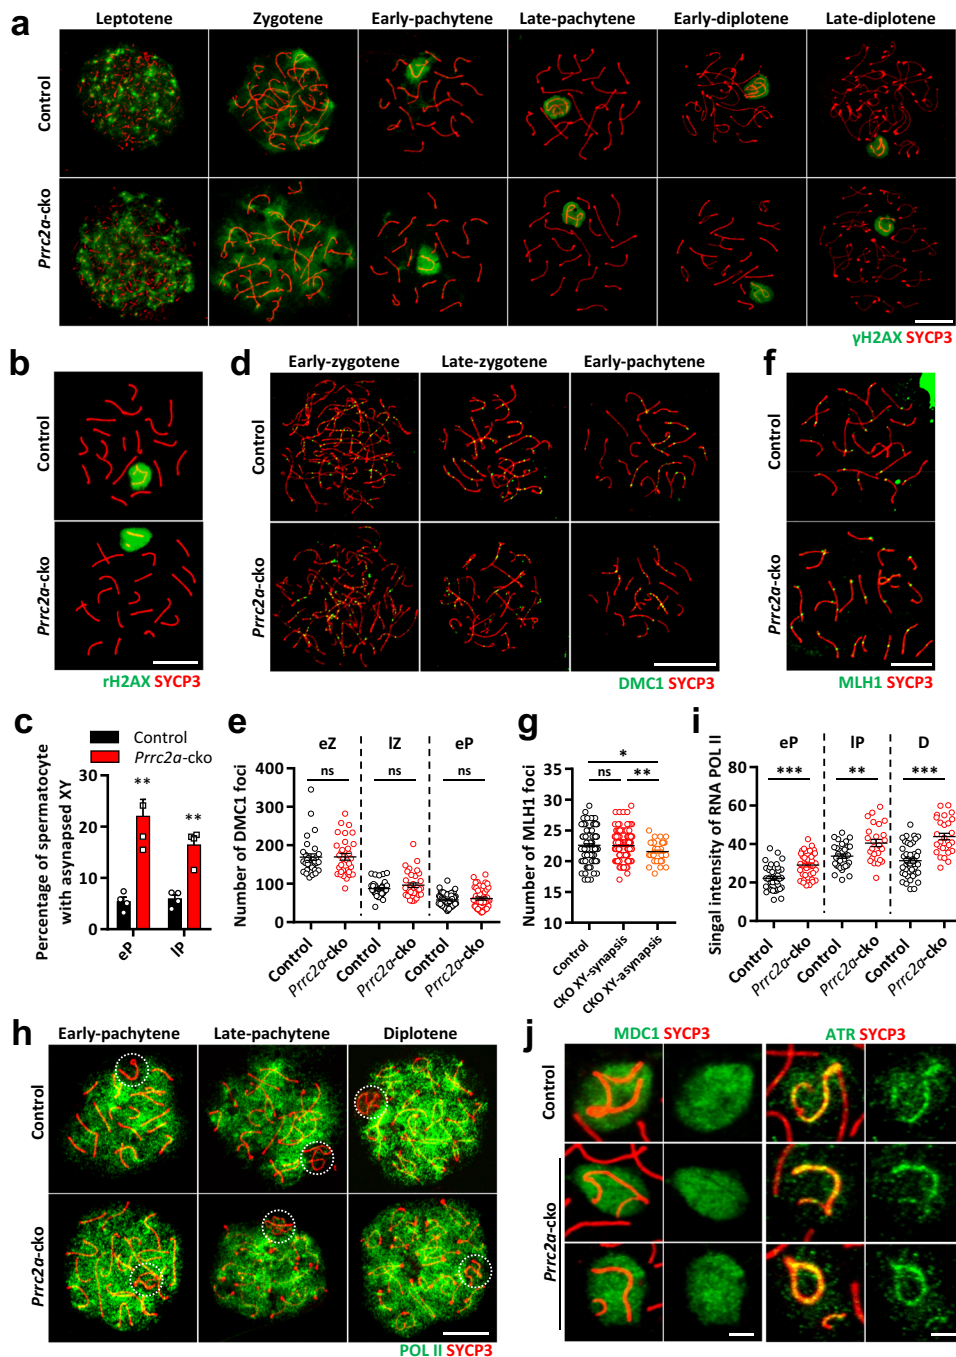 a
Leptotene Zygotene Early-pachytene Late-pachytene Early-diplotene Late-diplotene
Control
Prrc2a-cko
γH2AX SYCP3
b
Control
Prrc2a-cko
rH2AX SYCP3
d
Early-zygotene Late-zygotene Early-pachytene
Control
Prrc2a-cko
DMC1 SYCP3
f
Control
Prrc2a-cko
MLH1 SYCP3
c
Control
Prrc2a-cko
Percentage of spermatocyte
with asynapsed XY
30
20
10
0
**
**
eP lP
e
eZ lZ eP
ns ns ns
Number of DMC1 foci
400
300
200
100
0
Control
Prrc2a-cko
Control
Prrc2a-cko
Control
Prrc2a-cko
g
*
ns **
Number of MLH1 foci
35
30
25
20
15
10
Control
CKO XY-synapsis
CKO XY-asynapsis
i
eP lP D
*** ** ***
Singal intensity of RNA POL II
80
60
40
20
0
Control
Prrc2a-cko
Control
Prrc2a-cko
Control
Prrc2a-cko
h
Early-pachytene Late-pachytene Diplotene
Control
Prrc2a-cko
POL II SYCP3
j
MDC1 SYCP3 ATR SYCP3
Control
Prrc2a-cko